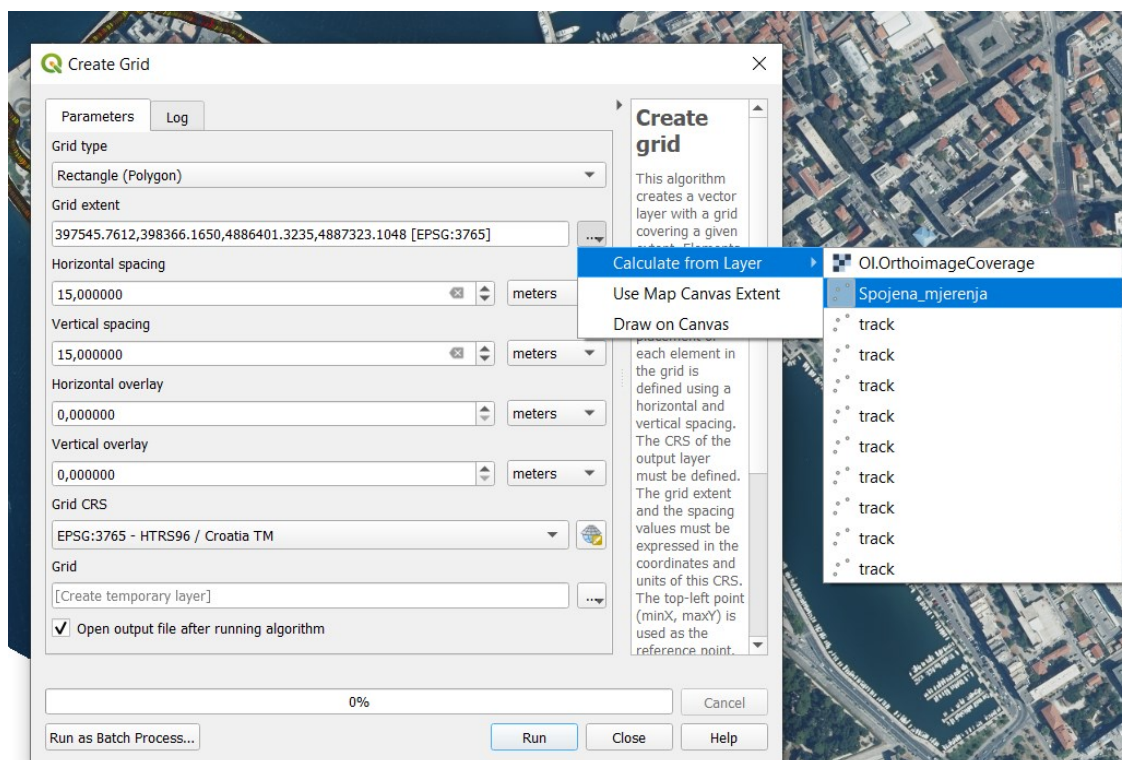 Create Grid
Parameters
Log
Grid type
Rectangle (Polygon)
Grid extent
397545.7612,398366.1650,4886401.3235,4887323.1048 [EPSG:3765]
...
Horizontal spacing
15,000000
meters
Vertical spacing
15,000000
meters
Horizontal overlay
0,000000
meters
Vertical overlay
0,000000
meters
Grid CRS
EPSG:3765 - HTRS96 / Croatia TM
Grid
[Create temporary layer]
...
Open output file after running algorithm
0%
Cancel
Run as Batch Process...
Run
Close
Help
Create
grid
This algorithm
creates a vector
layer with a grid
covering a given
each element in
the grid is
defined using a
horizontal and
vertical spacing.
The CRS of the
output layer
must be defined.
The grid extent
and the spacing
values must be
expressed in the
coordinates and
units of this CRS.
The top-left point
(minX, maxY) is
used as the
reference point.
Calculate from Layer
Use Map Canvas Extent
Draw on Canvas
OI.OrthoimageCoverage
Spojena_mjerenja
track
track
track
track
track
track
track
track
track